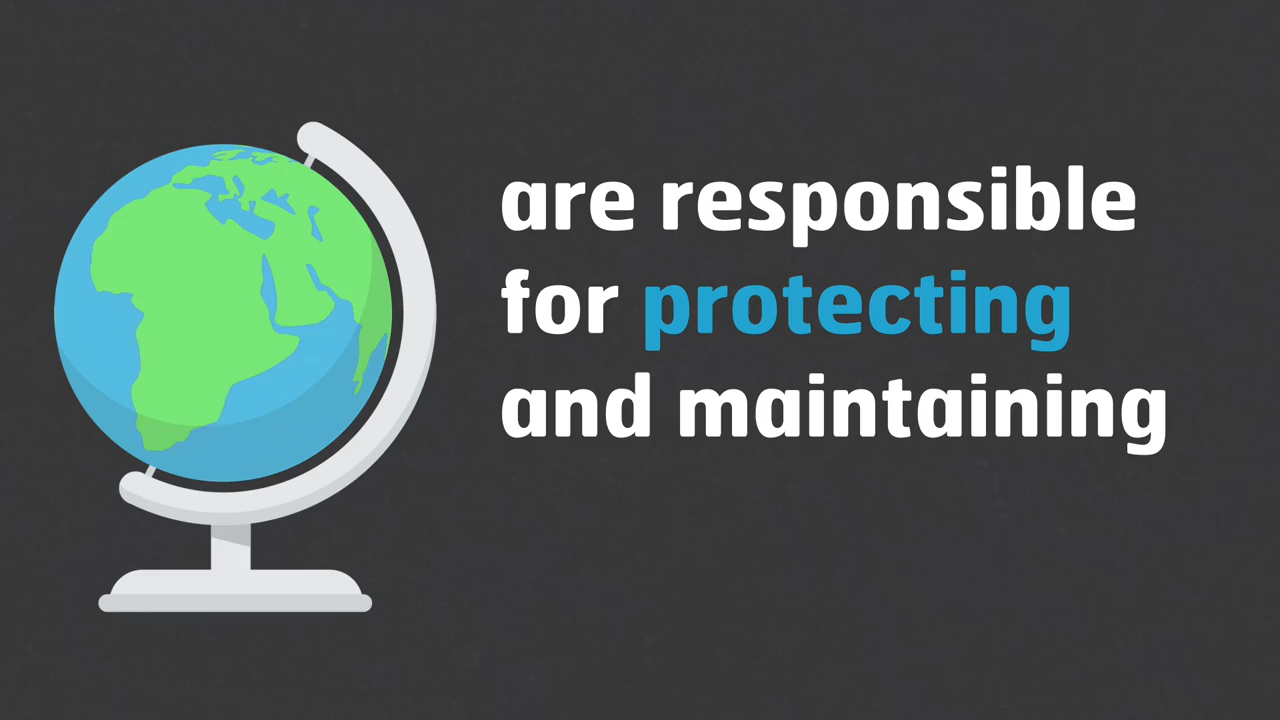 are responsible
for protecting
and maintaining